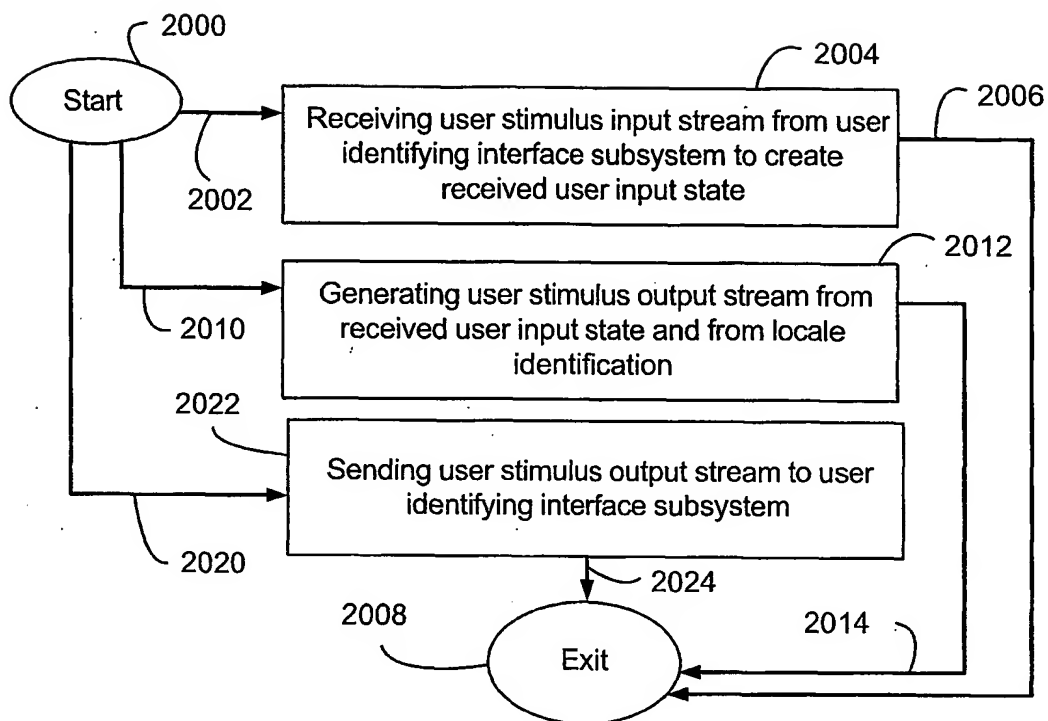 2000
Start
2004
2006
Receiving user stimulus input stream from user
identifying interface subsystem to create
received user input state
2002
2012
Generating user stimulus output stream from
received user input state and from locale
identification
2010
2022
Sending user stimulus output stream to user
identifying interface subsystem
2020
2024
2008
2014
Exit